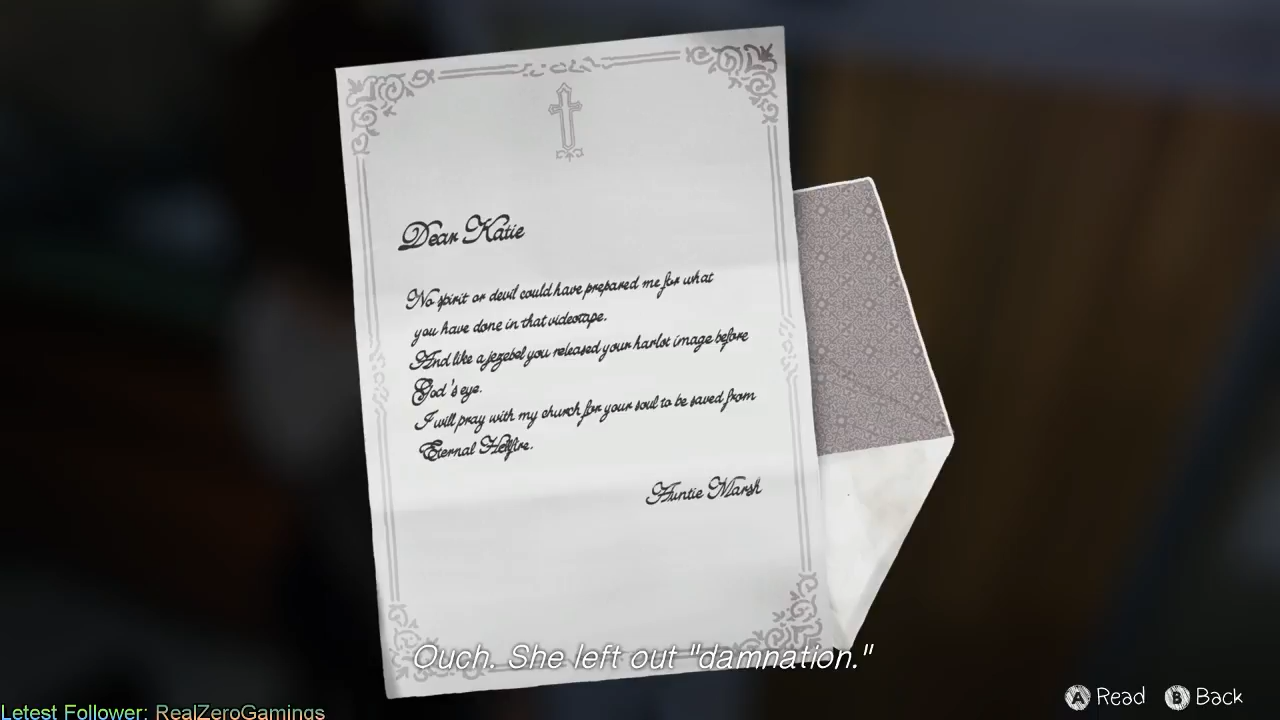 Dear Katie
No spirit or devil could have prepared me for what
you have done in that videotape.
And like a jezebel you released your harlot image before
God's eye.
I will pray with my church for your soul to be saved from
Eternal Hellfire.
Auntie Marsh
Ouch. She left out "damnation."
Letest Follower: RealZeroGamings
A Read B Back